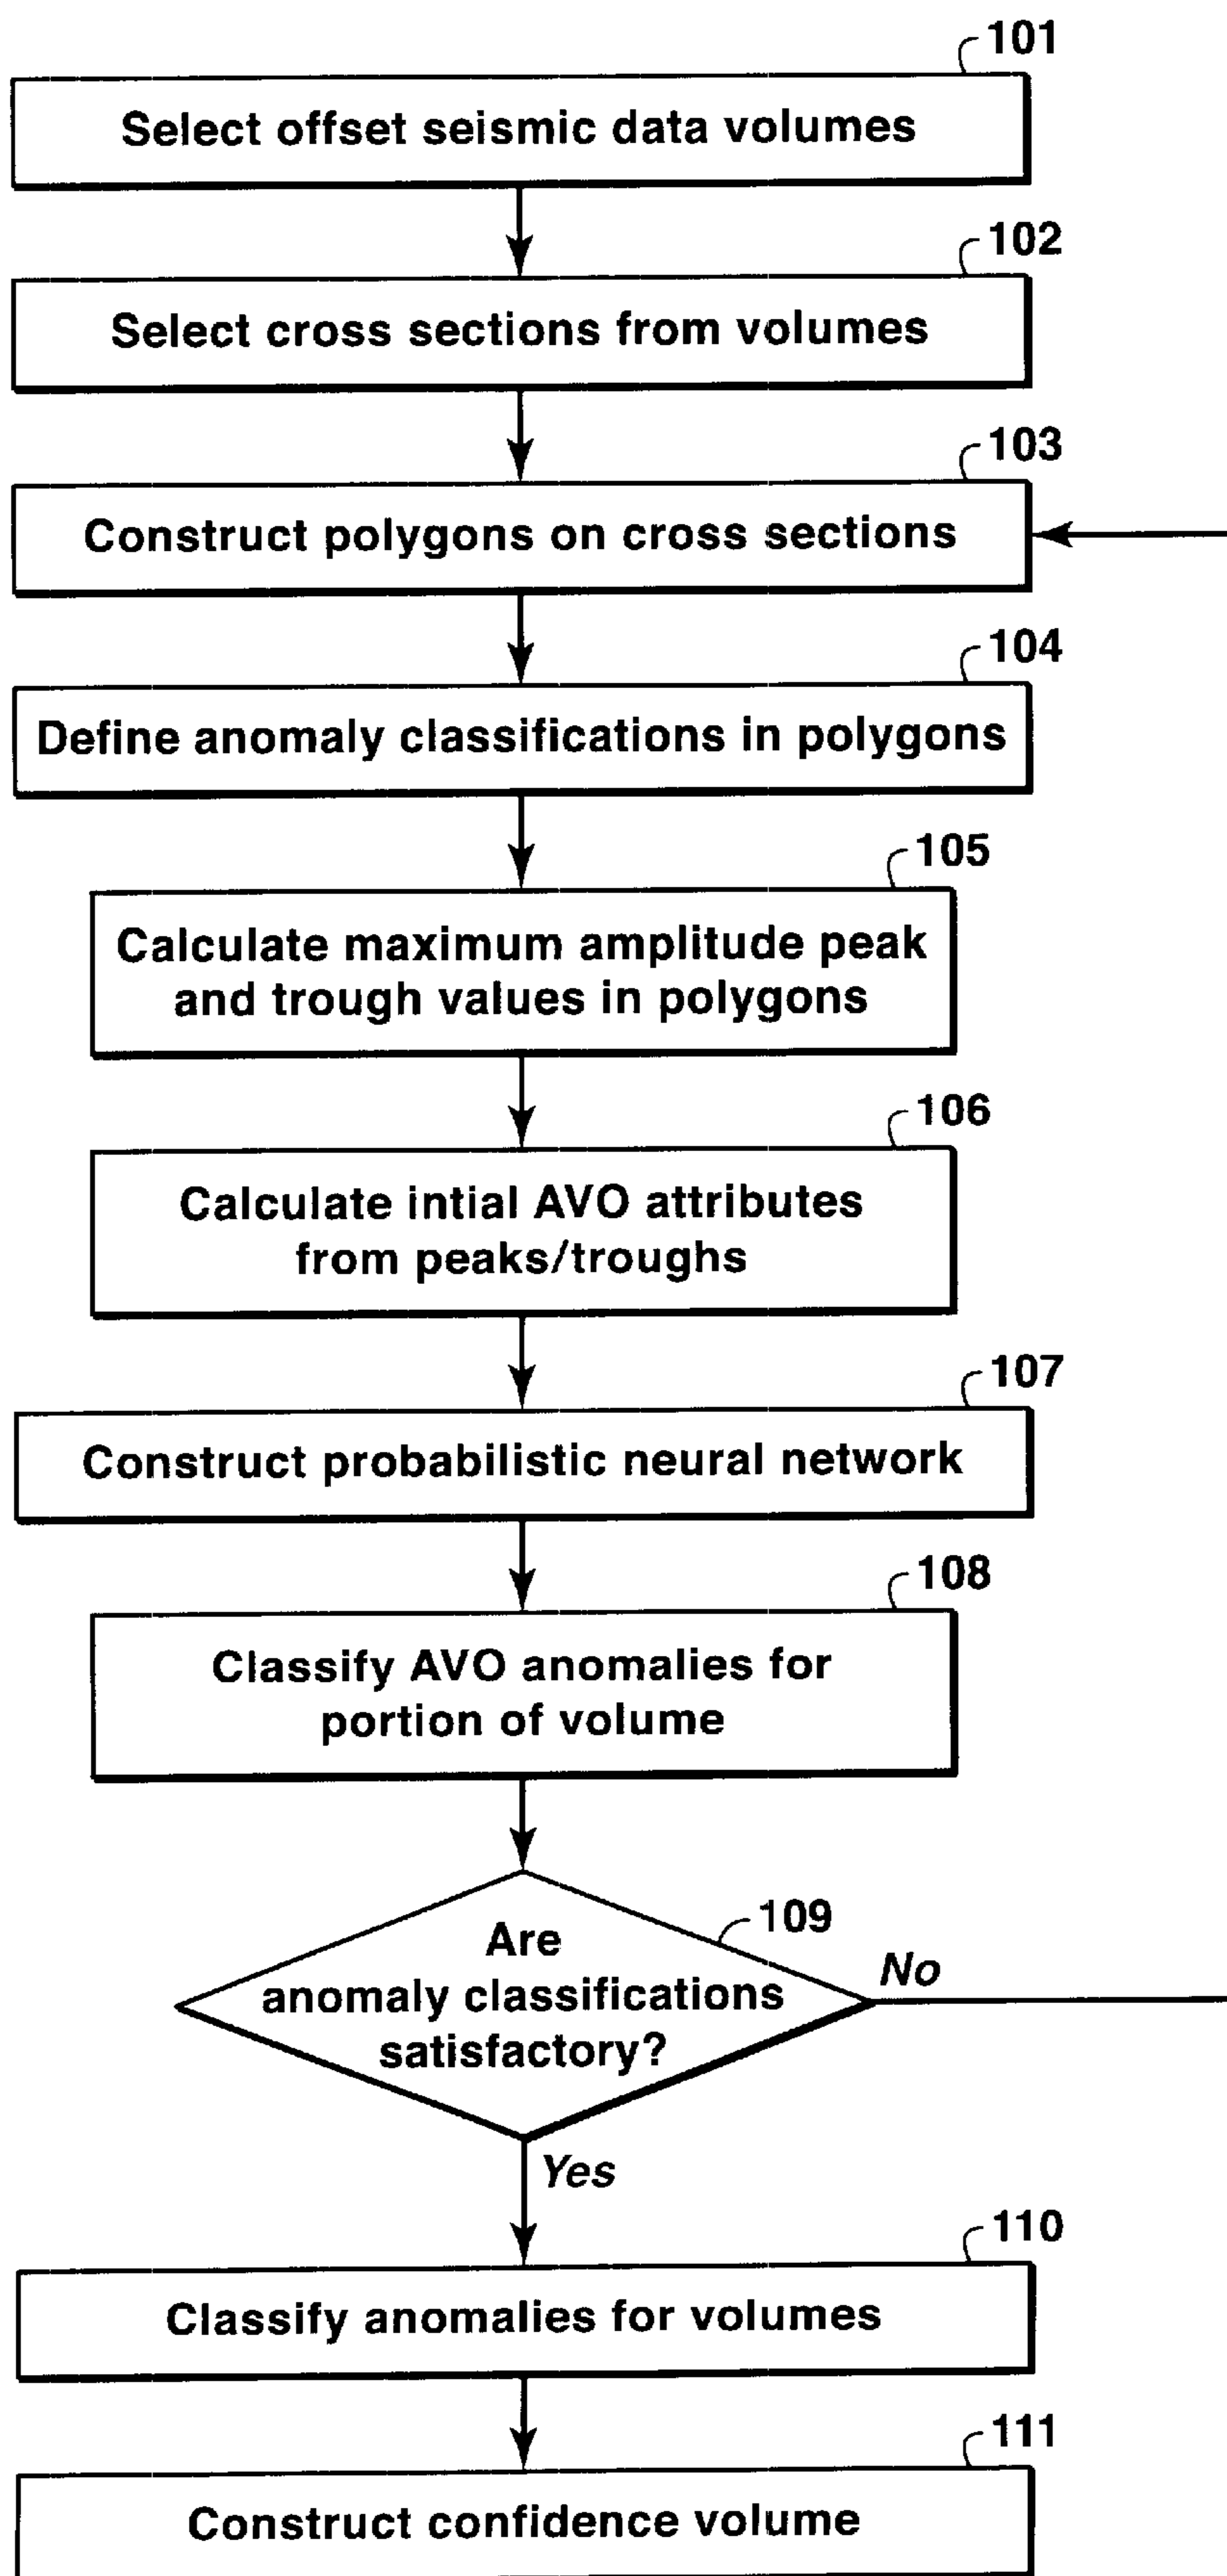 101
Select offset seismic data volumes
102
Select cross sections from volumes
103
Construct polygons on cross sections
104
Define anomaly classifications in polygons
105
Calculate maximum amplitude peak
and trough values in polygons
106
Calculate intial AVO attributes
from peaks/troughs
107
Construct probabilistic neural network
108
Classify AVO anomalies for
portion of volume
109
Are
anomaly classifications
satisfactory?
No
Yes
110
Classify anomalies for volumes
111
Construct confidence volume